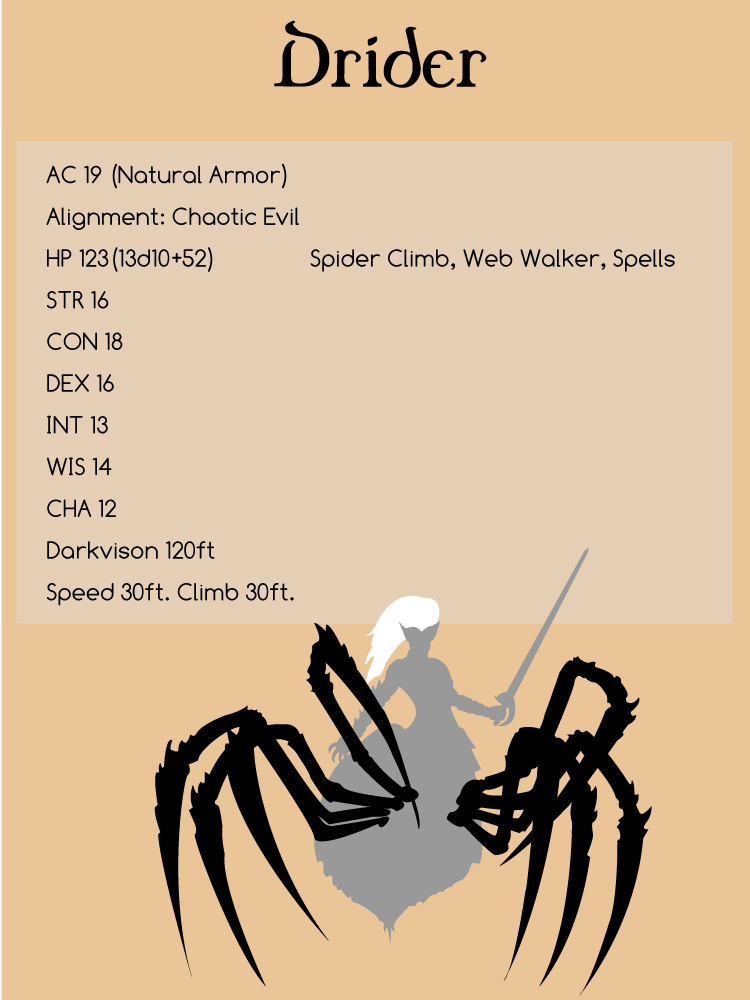 Drider
AC 19 (Natural Armor)
Alignment: Chaotic Evil
HP 123 (13d10+52)
Spider Climb, Web Walker, Spells
STR 16
CON 18
DEX 16
INT 13
WIS 14
CHA 12
Darkvison 120ft
Speed 30ft. Climb 30ft.